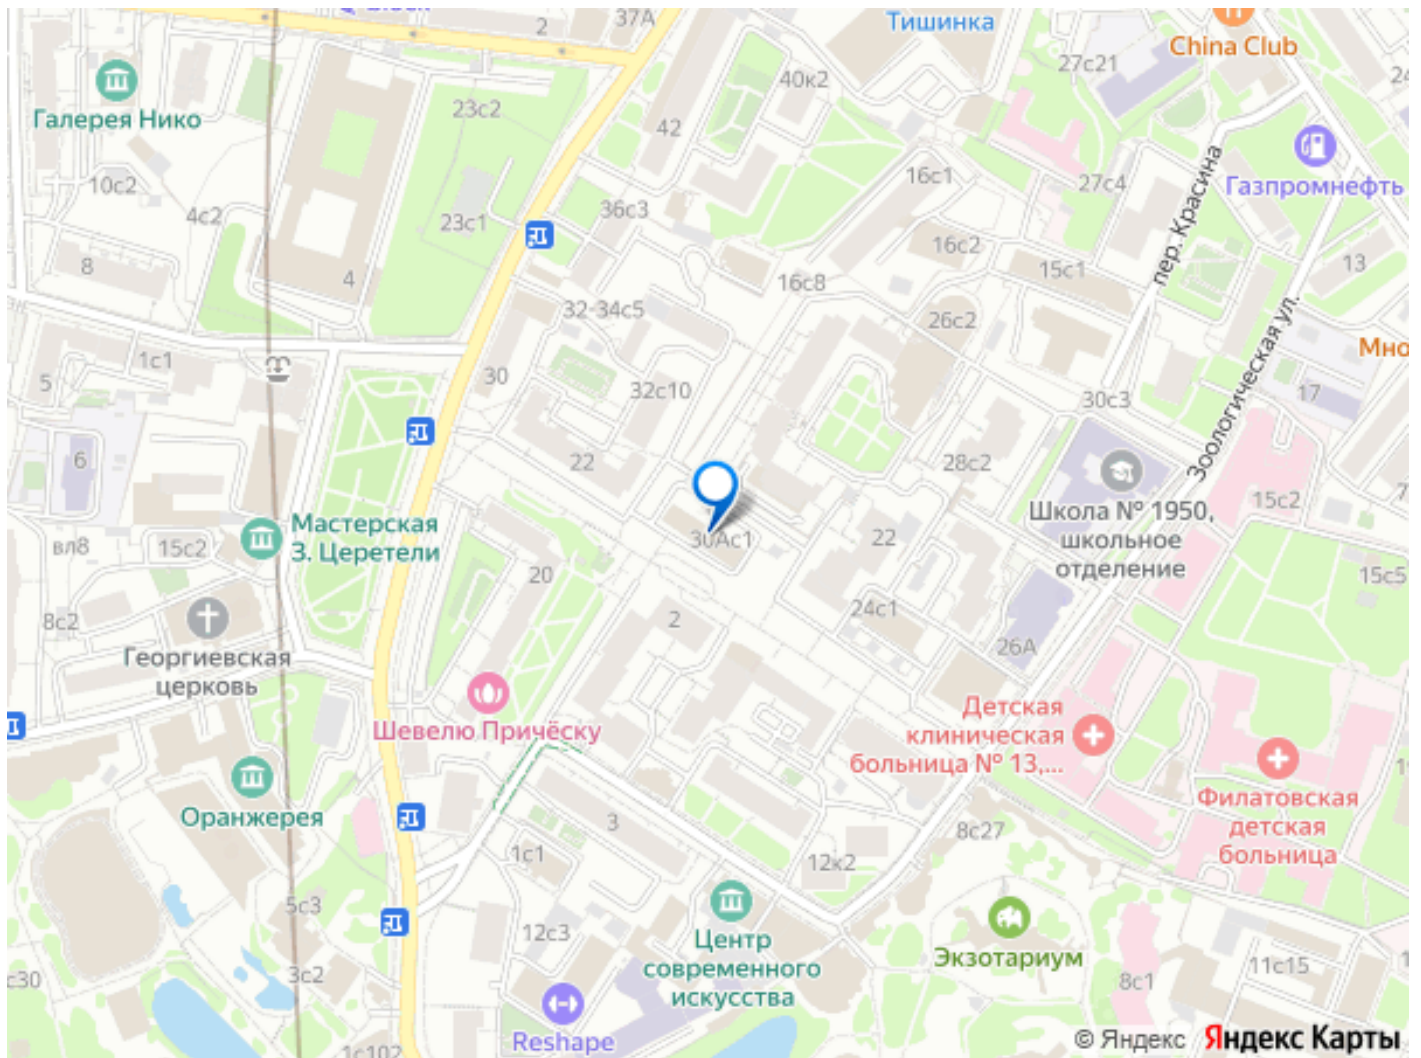 2
37А
Тишинка
China Club
27с21
40к2
Галерея Нико
23с2
42
пер. Красина
Газпромнефть
10с2
4с2
23с1
36с3
16с1
27с4
16с2
15с1
13
8
4
32-34с5
16с8
26с2
Зоологическая ул.
1с1
5
30
32с10
30с3
17
Мно
6
22
28с2
Школа № 1950,
школьное
отделение
15с2
Мастерская
З. Церетели
вл8
15с2
30Ас1
22
20
24с1
15с5
8с2
2
26А
Георгиевская
церковь
Шевелю Причёску
Детская
клиническая
больница № 13,...
Филатовская
детская
больница
Оранжерея
3
1с1
8с27
12к2
5с3
12с3
Центр
современного
искусства
Экзотариум
3с2
с30
8с1
11с15
Reshape
1с102
© Яндекс Яндекс Карты